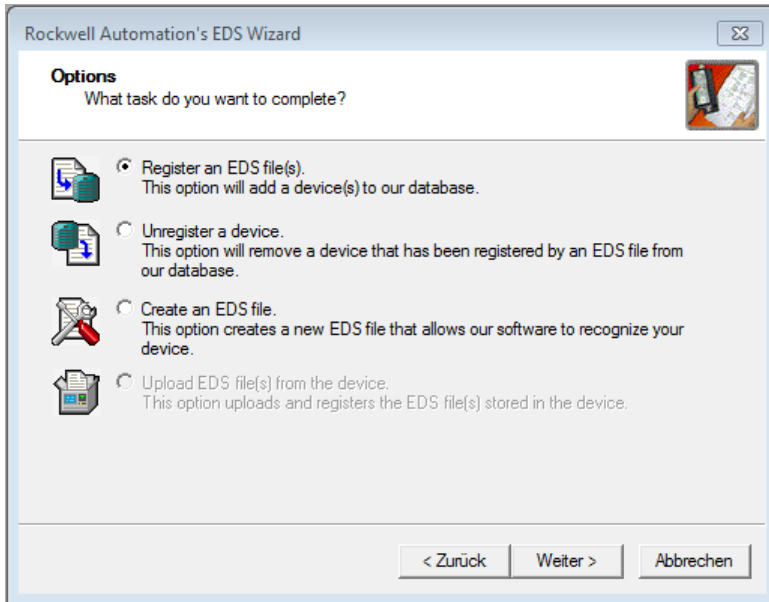 Rockwell Automation's EDS Wizard
Options
What task do you want to complete?
Register an EDS file(s).
This option will add a device(s) to our database.
Unregister a device.
This option will remove a device that has been registered by an EDS file from
our database.
Create an EDS file.
This option creates a new EDS file that allows our software to recognize your
device.
Upload EDS file(s) from the device.
This option uploads and registers the EDS file(s) stored in the device.
< Zurück
Weiter >
Abbrechen